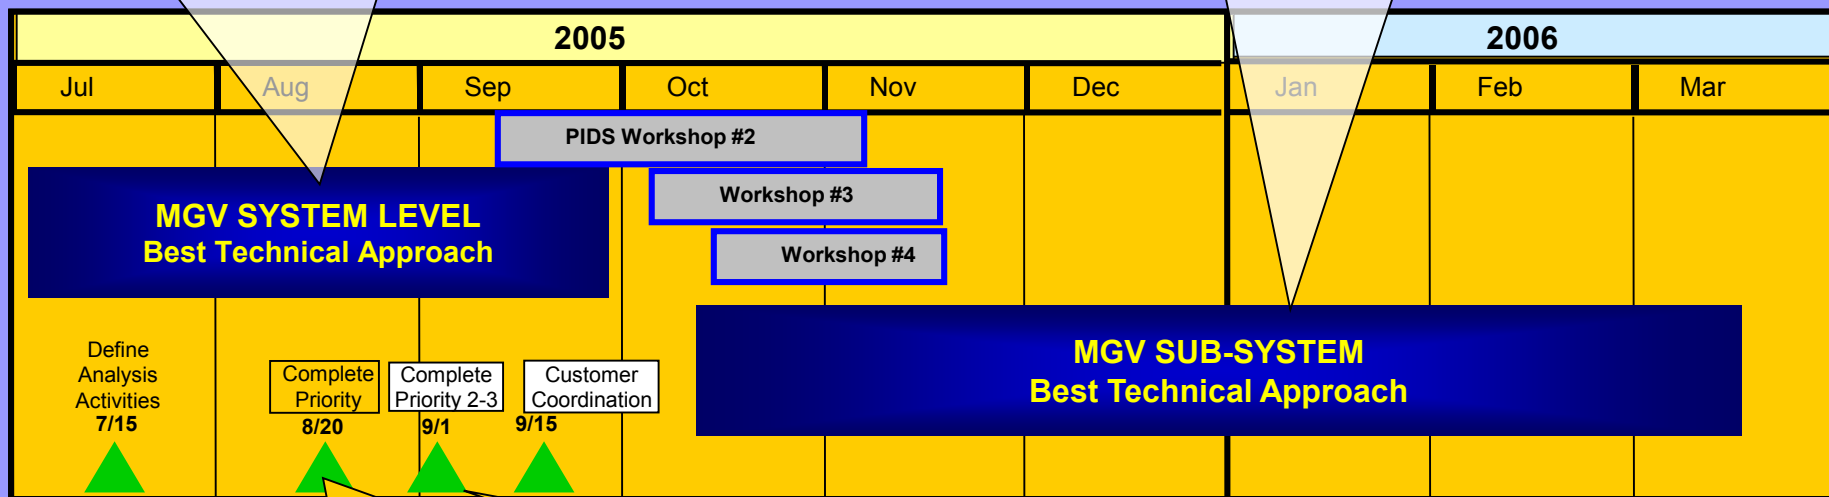 2005
2006
Jul
Aug
Sep
Oct
Nov
Dec
Jan
Feb
Mar
PIDS Workshop #2
Workshop #3
Workshop #4
MGV SYSTEM LEVEL
Best Technical Approach
MGV SUB-SYSTEM
Best Technical Approach
Define
Analysis
Activities
7/15
Complete
Priority
8/20
Complete
Priority 2-3
9/1
Customer
Coordination
9/15